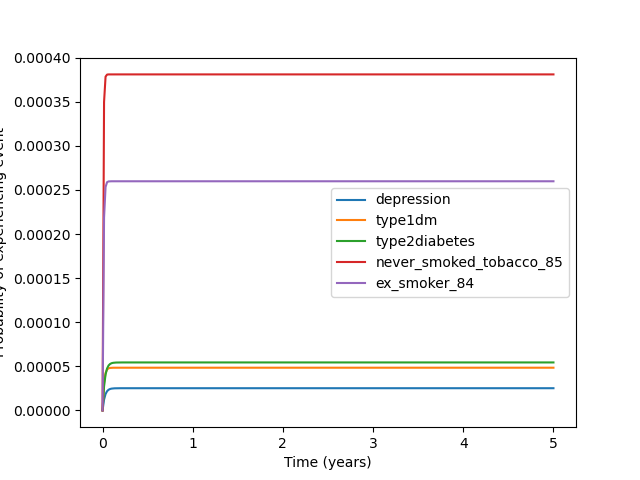 0.00040
0.00035
0.00030
0.00025
0.00020
0.00015
0.00010
0.00005
0.00000
0
1
2
3
4
5
Time (years)
depression
type1dm
type2diabetes
never_smoked_tobacco_85
ex_smoker_84
Probability of experiencing event